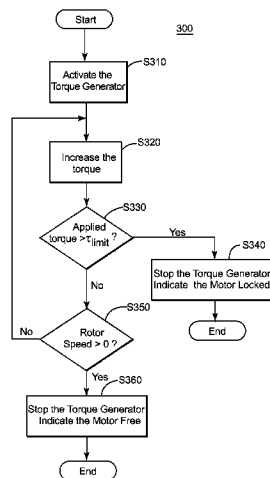 Start
300
S310
Activate the
Torque Generator
S320
Increase the
torque
S330
Applied
torque >τlimit ?
Yes
S340
Stop the Torque Generator
Indicate the Motor Locked
End
No
S350
No
Rotor
Speed > 0 ?
Yes
S360
Stop the Torque Generator
Indicate the Motor Free
End